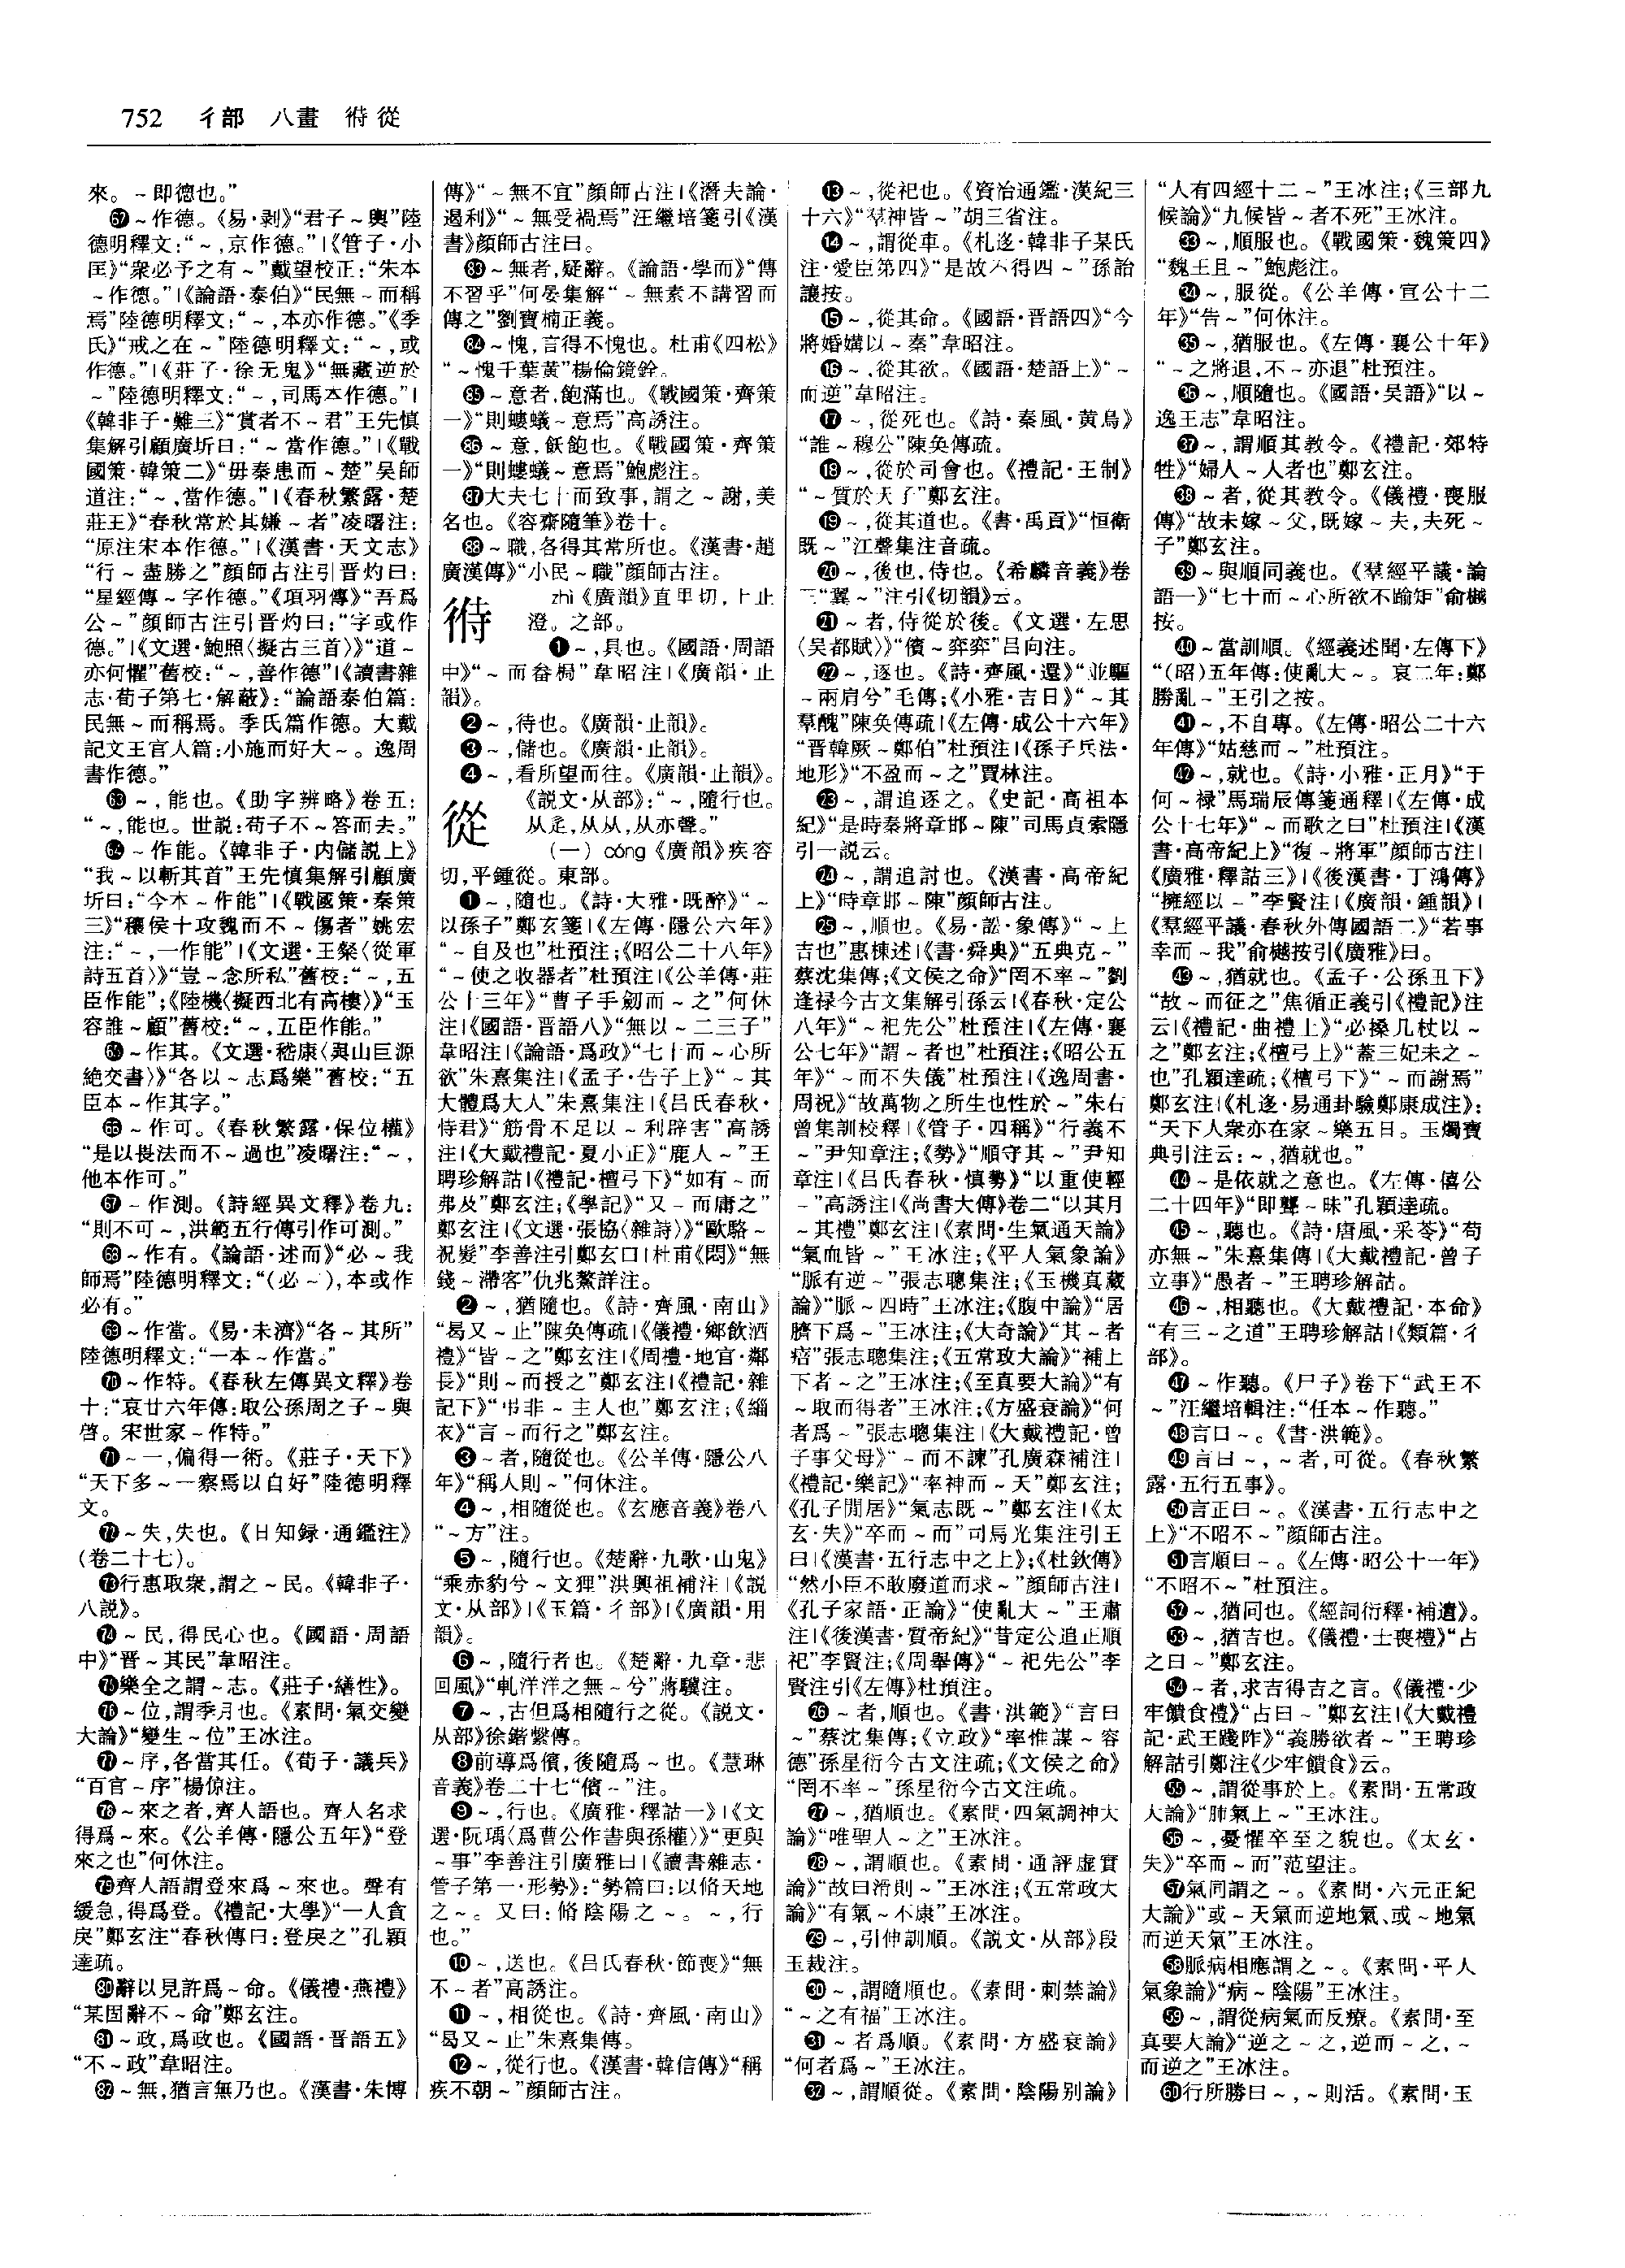 752 彳部 八畫 偫 從
來。～即德也。”
62～作德。《易·剥》“君子～輿”陸
德明釋文：“～，京作德。”|《管子·小
匡》“衆必予之有～”戴望校正：“朱本
～作德。”|《論語·泰伯》“民無～而稱
焉”陸德明釋文：“～，本亦作德。”《季
氏》“戒之在～”陸德明釋文：“～，或
作德。”|《莊子·徐无鬼》“無藏逆於
～”陸德明釋文：“～，司馬本作德。”|
《韓非子·難三》“賞者不～君”王先慎
集解引顧廣圻曰：“～當作德。”|《戰
國策·韓策二》“毋秦患而～楚”吴師
道注：“～，當作德。”|《春秋繁露·楚
莊王》“春秋常於其嫌～者”凌曙注：
“原注宋本作德。”|《漢書·天文志》
“行～盡勝之”顔師古注引晋灼曰：
“星經傳～字作德。”《項羽傳》“吾爲
公～”顔師古注引晋灼曰：“字或作
德。”|《文選·鮑照〈擬古三首〉》“道～
亦何懼”舊校：“～，善作德”|《讀書雜
志·荀子第七·解蔽》：“論語泰伯篇：
民無～而稱焉。季氏篇作德。大戴
記文王官人篇：小施而好大～。逸周
書作德。”
63～，能也。《助字辨略》卷五：
“～，能也。世説：苟子不～答而去。”
64～作能。《韓非子·内儲説上》
“我～以斬其首”王先慎集解引顧廣
圻曰：“今本～作能”|《戰國策·秦策
三》“穰侯十攻魏而不～傷者”姚宏
注：“～，一作能”|《文選·王粲〈從軍
詩五首〉》“豈～念所私”舊校：“～，五
臣作能”；《陸機〈擬西北有高樓〉》“玉
容誰～顧”舊校：“～，五臣作能。”
65～作其。《文選·嵇康〈與山巨源
絶交書〉》“各以～志爲樂”舊校：“五
臣本～作其字。”
66～作可。《春秋繁露·保位權》
“是以畏法而不～過也”凌曙注：“～，
他本作可。”
67～作測。《詩經異文釋》卷九：
“則不可～，洪範五行傳引作可測。”
68～作有。《論語·述而》“必～我
師焉”陸德明釋文：“（必～），本或作
必有。”
69～作當。《易·未濟》“各～其所”
陸德明釋文：“一本～作當。”
70～作特。《春秋左傳異文釋》卷
十：“哀廿六年傳：取公孫周之子～與
啓。宋世家～作特。”
71～一，偏得一術。《莊子·天下》
“天下多～一察焉以自好”陸德明釋
文。
72～失，失也。《日知録·通鑑注》
（卷二十七）。
73行惠取衆，謂之～民。《韓非子·
八説》。
74～民，得民心也。《國語·周語
中》“晋～其民”韋昭注。
75樂全之謂～志。《莊子·繕性》。
76～位，謂季月也。《素問·氣交變
大論》“變生～位”王冰注。
77～序，各當其任。《荀子·議兵》
“百官～序”楊倞注。
78～來之者，齊人語也。齊人名求
得爲～來。《公羊傳·隱公五年》“登
來之也”何休注。
79齊人語謂登來爲～來也。聲有
緩急，得爲登。《禮記·大學》“一人貪
戾”鄭玄注“春秋傳曰：登戾之”孔穎
達疏。
80辭以見許爲～命。《儀禮·燕禮》
“某固辭不～命”鄭玄注。
81～政，爲政也。《國語·晋語五》
“不～政”韋昭注。
82～無，猶言無乃也。《漢書·朱博
傳》“～無不宜”顔師古注|《潛夫論·
遏利》“～無受禍焉”汪繼培箋引《漢
書》顔師古注曰。
83～無者，疑辭。《論語·學而》“傳
不習乎”何晏集解“～無素不講習而
傳之”劉寶楠正義。
84～愧，言得不愧也。杜甫《四松》
“～愧千葉黄”楊倫鏡銓。
85～意者，飽滿也。《戰國策·齊策
一》“則螻蟻～意焉”高誘注。
86～意，飫飽也。《戰國策·齊策
一》“則螻蟻～意焉”鮑彪注。
87大夫七十而致事，謂之～謝，美
名也。《容齋隨筆》卷十。
88～職，各得其常所也。《漢書·趙
廣漢傳》“小民～職”顔師古注。
偫 zhì《廣韻》直里切，上止
澄。之部。
1～，具也。《國語·周語
中》“～而畚梮”韋昭注|《廣韻·止
韻》。
2～，待也。《廣韻·止韻》。
3～，儲也。《廣韻·止韻》。
4～，看所望而往。《廣韻·止韻》。
從 《説文·从部》：“～，隨行也。
从辵，从从，从亦聲。”
（一）cóng《廣韻》疾容
切，平鍾從。東部。
1～，隨也。《詩·大雅·既醉》“～
以孫子”鄭玄箋|《左傳·隱公六年》
“～自及也”杜預注；《昭公二十八年》
“～使之收器者”杜預注|《公羊傳·莊
公十三年》“曹子手劒而～之”何休
注|《國語·晋語八》“無以～二三子”
韋昭注|《論語·爲政》“七十而～心所
欲”朱熹集注|《孟子·告子上》“～其
大體爲大人”朱熹集注|《吕氏春秋·
恃君》“筋骨不足以～利辟害”高誘
注|《大戴禮記·夏小正》“鹿人～”王
聘珍解詁|《禮記·檀弓下》“如有～而
弗及”鄭玄注；《學記》“又～而庸之”
鄭玄注|《文選·張協〈雜詩〉》“歐駱～
祝髮”李善注引鄭玄曰|杜甫《悶》“無
錢～滯客”仇兆鰲詳注。
2～，猶隨也。《詩·齊風·南山》
“曷又～止”陳奂傳疏|《儀禮·鄉飲酒
禮》“皆～之”鄭玄注|《周禮·地官·鄰
長》“則～而授之”鄭玄注|《禮記·雜
記下》“弔非～主人也”鄭玄注；《緇
衣》“言～而行之”鄭玄注。
3～者，隨從也。《公羊傳·隱公八
年》“稱人則～”何休注。
4～，相隨從也。《玄應音義》卷八
“～方”注。
5～，隨行也。《楚辭·九歌·山鬼》
“乘赤豹兮～文狸”洪興祖補注|《説
文·从部》|《玉篇·彳部》|《廣韻·用
韻》。
6～，隨行者也。《楚辭·九章·悲
回風》“軋洋洋之無～兮”蔣驥注。
7～，古但爲相隨行之從。《説文·
从部》徐鍇繫傳。
8前導爲儐，後隨爲～也。《慧琳
音義》卷二十七“儐～”注。
9～，行也。《廣雅·釋詁一》|《文
選·阮瑀〈爲曹公作書與孫權〉》“更與
～事”李善注引廣雅曰|《讀書雜志·
管子第一·形勢》：“勢篇曰：以脩天地
之～。又曰：脩陰陽之～。～，行
也。”
10～，送也。《吕氏春秋·節喪》“無
不～者”高誘注。
11～，相從也。《詩·齊風·南山》
“曷又～止”朱熹集傳。
12～，從行也。《漢書·韓信傳》“稱
疾不朝～”顔師古注。
13～，從祀也。《資治通鑑·漢紀三
十六》“羣神皆～”胡三省注。
14～，謂從車。《札迻·韓非子某氏
注·愛臣第四》“是故不得四～”孫詒
讓按。
15～，從其命。《國語·晋語四》“今
將婚媾以～秦”韋昭注。
16～，從其欲。《國語·楚語上》“～
而逆”韋昭注。
17～，從死也。《詩·秦風·黄鳥》
“誰～穆公”陳奂傳疏。
18～，從於司會也。《禮記·王制》
“～質於天子”鄭玄注。
19～，從其道也。《書·禹貢》“恒衛
既～”江聲集注音疏。
20～，後也，侍也。《希麟音義》卷
三“翼～”注引《切韻》云。
21～者，侍從於後。《文選·左思
〈吴都賦〉》“儐～弈弈”吕向注。
22～，逐也。《詩·齊風·還》“並驅
～兩肩兮”毛傳；《小雅·吉日》“～其
羣醜”陳奂傳疏|《左傳·成公十六年》
“晋韓厥～鄭伯”杜預注|《孫子兵法·
地形》“不盈而～之”賈林注。
23～，謂追逐之。《史記·高祖本
紀》“是時秦將章邯～陳”司馬貞索隱
引一説云。
24～，謂追討也。《漢書·高帝紀
上》“時章邯～陳”顔師古注。
25～，順也。《易·訟·象傳》“～上
吉也”惠棟述|《書·舜典》“五典克～”
蔡沈集傳；《文侯之命》“罔不率～”劉
逢禄今古文集解引孫云|《春秋·定公
八年》“～祀先公”杜預注|《左傳·襄
公七年》“謂～者也”杜預注；《昭公五
年》“～而不失儀”杜預注|《逸周書·
周祝》“故萬物之所生也性於～”朱右
曾集訓校釋|《管子·四稱》“行義不
～”尹知章注；《勢》“順守其～”尹知
章注|《吕氏春秋·慎勢》“以重使輕
～”高誘注|《尚書大傳》卷二“以其月
～其禮”鄭玄注|《素問·生氣通天論》
“氣血皆～”王冰注；《平人氣象論》
“脈有逆～”張志聰集注；《玉機真藏
論》“脈～四時”王冰注；《腹中論》“居
臍下爲～”王冰注；《大奇論》“其～者
瘖”張志聰集注；《五常政大論》“補上
下者～之”王冰注；《至真要大論》“有
～取而得者”王冰注；《方盛衰論》“何
者爲～”張志聰集注|《大戴禮記·曾
子事父母》“～而不諫”孔廣森補注|
《禮記·樂記》“率神而～天”鄭玄注；
《孔子閒居》“氣志既～”鄭玄注|《太
玄·失》“卒而～而”司馬光集注引王
曰|《漢書·五行志中之上》；《杜欽傳》
“然小臣不敢廢道而求～”顔師古注|
《孔子家語·正論》“使亂大～”王肅
注|《後漢書·質帝紀》“昔定公追正順
祀”李賢注；《周舉傳》“～祀先公”李
賢注引《左傳》杜預注。
26～者，順也。《書·洪範》“言曰
～”蔡沈集傳；《立政》“率惟謀～容
德”孫星衍今古文注疏；《文侯之命》
“罔不率～”孫星衍今古文注疏。
27～，猶順也。《素問·四氣調神大
論》“唯聖人～之”王冰注。
28～，謂順也。《素問·通評虚實
論》“故曰滑則～”王冰注；《五常政大
論》“有氣～不康”王冰注。
29～，引伸訓順。《説文·从部》段
玉裁注。
30～，謂隨順也。《素問·刺禁論》
“～之有福”王冰注。
31～者爲順。《素問·方盛衰論》
“何者爲～”王冰注。
32～，謂順從。《素問·陰陽别論》
“人有四經十二～”王冰注；《三部九
候論》“九候皆～者不死”王冰注。
33～，順服也。《戰國策·魏策四》
“魏王且～”鮑彪注。
34～，服從。《公羊傳·宣公十二
年》“告～”何休注。
35～，猶服也。《左傳·襄公十年》
“～之將退，不～亦退”杜預注。
36～，順隨也。《國語·吴語》“以～
逸王志”韋昭注。
37～，謂順其教令。《禮記·郊特
牲》“婦人～人者也”鄭玄注。
38～者，從其教令。《儀禮·喪服
傳》“故未嫁～父，既嫁～夫，夫死～
子”鄭玄注。
39～與順同義也。《羣經平議·論
語一》“七十而～心所欲不踰矩”俞樾
按。
40～當訓順。《經義述聞·左傳下》
“（昭）五年傳：使亂大～。哀二年：鄭
勝亂～”王引之按。
41～，不自專。《左傳·昭公二十六
年傳》“姑慈而～”杜預注。
42～，就也。《詩·小雅·正月》“于
何～禄”馬瑞辰傳箋通釋|《左傳·成
公十七年》“～而歌之曰”杜預注|《漢
書·高帝紀上》“復～將軍”顔師古注|
《廣雅·釋詁三》|《後漢書·丁鴻傳》
“擁經以～”李賢注|《廣韻·鍾韻》|
《羣經平議·春秋外傳國語二》“若事
幸而～我”俞樾按引《廣雅》曰。
43～，猶就也。《孟子·公孫丑下》
“故～而征之”焦循正義引《禮記》注
云|《禮記·曲禮上》“必操几杖以～
之”鄭玄注；《檀弓上》“蓋三妃未之～
也”孔穎達疏；《檀弓下》“～而謝焉”
鄭玄注|《札迻·易通卦驗鄭康成注》：
“天下人衆亦在家～樂五日。玉燭寶
典引注云：～，猶就也。”
44～是依就之意也。《左傳·僖公
二十四年》“即聾～昧”孔穎達疏。
45～，聽也。《詩·唐風·采苓》“苟
亦無～”朱熹集傳|《大戴禮記·曾子
立事》“愚者～”王聘珍解詁。
46～，相聽也。《大戴禮記·本命》
“有三～之道”王聘珍解詁|《類篇·彳
部》。
47～作聽。《尸子》卷下“武王不
～”汪繼培輯注：“任本～作聽。”
48言曰～。《書·洪範》。
49言曰～，～者，可從。《春秋繁
露·五行五事》。
50言正曰～。《漢書·五行志中之
上》“不昭不～”顔師古注。
51言順曰～。《左傳·昭公十一年》
“不昭不～”杜預注。
52～，猶同也。《經詞衍釋·補遺》。
53～，猶吉也。《儀禮·士喪禮》“占
之曰～”鄭玄注。
54～者，求吉得吉之言。《儀禮·少
牢饋食禮》“占曰～”鄭玄注|《大戴禮
記·武王踐阼》“義勝欲者～”王聘珍
解詁引鄭注《少牢饋食》云。
55～，謂從事於上。《素問·五常政
大論》“肺氣上～”王冰注。
56～，憂懼卒至之貌也。《太玄·
失》“卒而～而”范望注。
57氣同謂之～。《素問·六元正紀
大論》“或～天氣而逆地氣、或～地氣
而逆天氣”王冰注。
58脈病相應謂之～。《素問·平人
氣象論》“病～陰陽”王冰注。
59～，謂從病氣而反療。《素問·至
真要大論》“逆之～之，逆而～之，～
而逆之”王冰注。
60行所勝曰～，～則活。《素問·玉